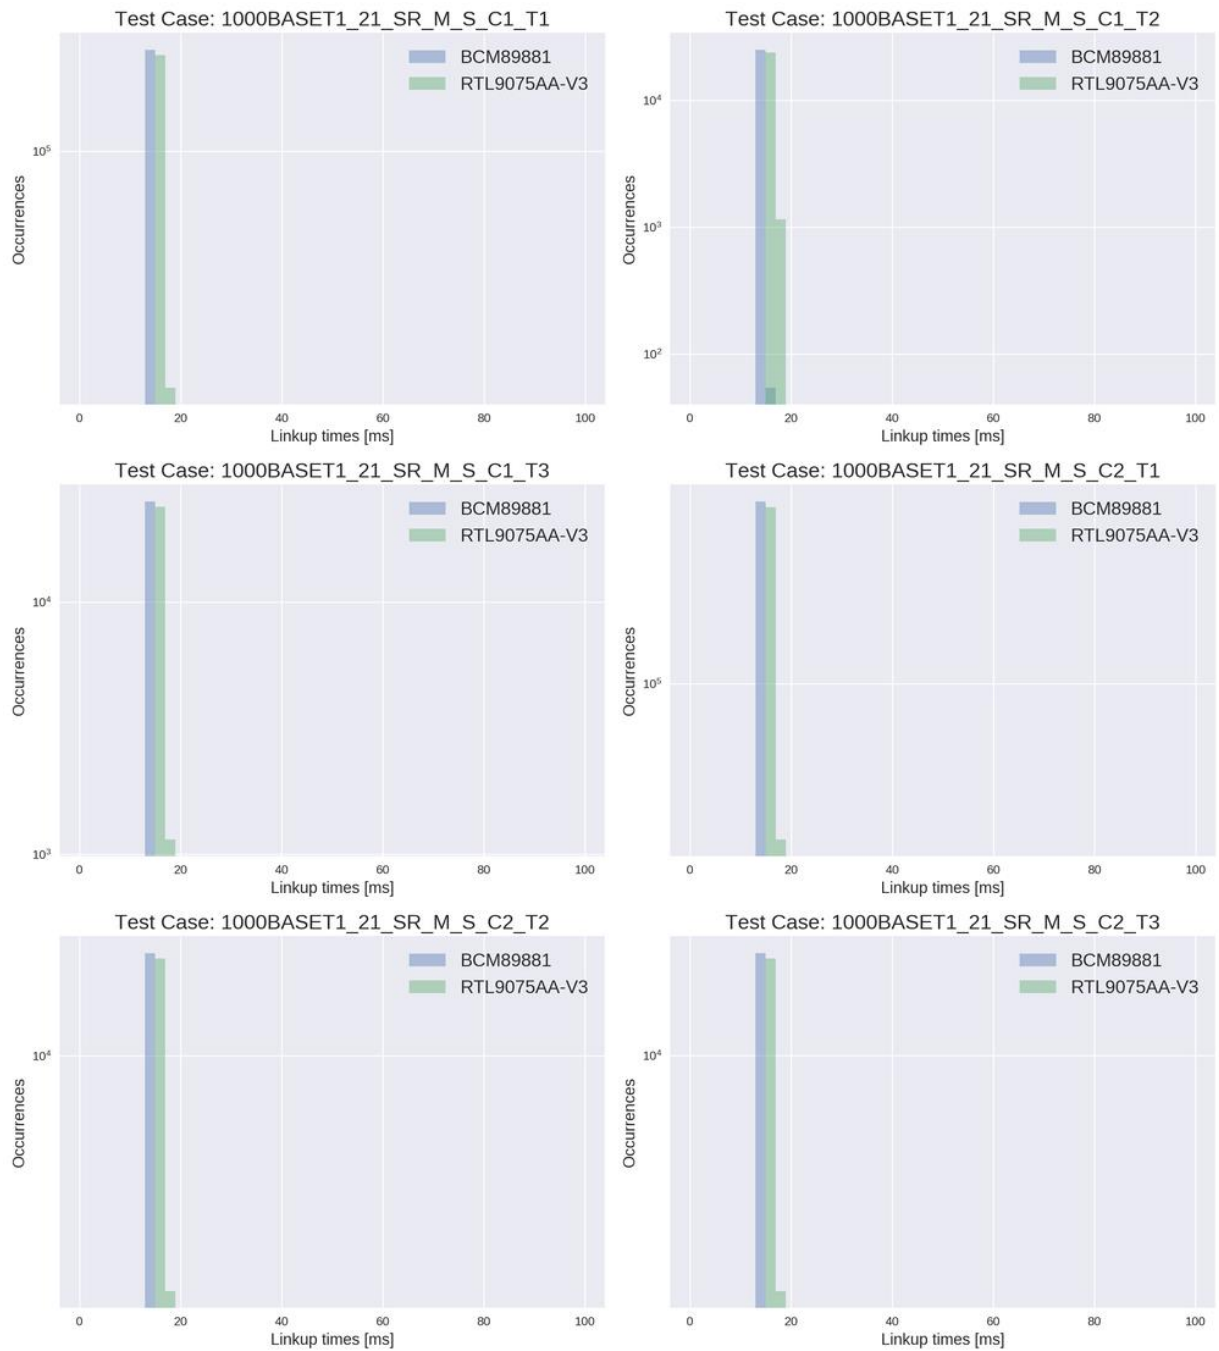 Test Case: 1000BASET1_21_SR_M_S_C1_T1
BCM89881
RTL9075AA-V3
10⁵
Occurrences
0 20 40 60 80 100
Linkup times [ms]
Test Case: 1000BASET1_21_SR_M_S_C1_T2
BCM89881
RTL9075AA-V3
10⁴
10³
10²
Occurrences
0 20 40 60 80 100
Linkup times [ms]
Test Case: 1000BASET1_21_SR_M_S_C1_T3
BCM89881
RTL9075AA-V3
10⁴
10³
Occurrences
0 20 40 60 80 100
Linkup times [ms]
Test Case: 1000BASET1_21_SR_M_S_C2_T1
BCM89881
RTL9075AA-V3
10⁵
Occurrences
0 20 40 60 80 100
Linkup times [ms]
Test Case: 1000BASET1_21_SR_M_S_C2_T2
BCM89881
RTL9075AA-V3
10⁴
Occurrences
0 20 40 60 80 100
Linkup times [ms]
Test Case: 1000BASET1_21_SR_M_S_C2_T3
BCM89881
RTL9075AA-V3
10⁴
Occurrences
0 20 40 60 80 100
Linkup times [ms]